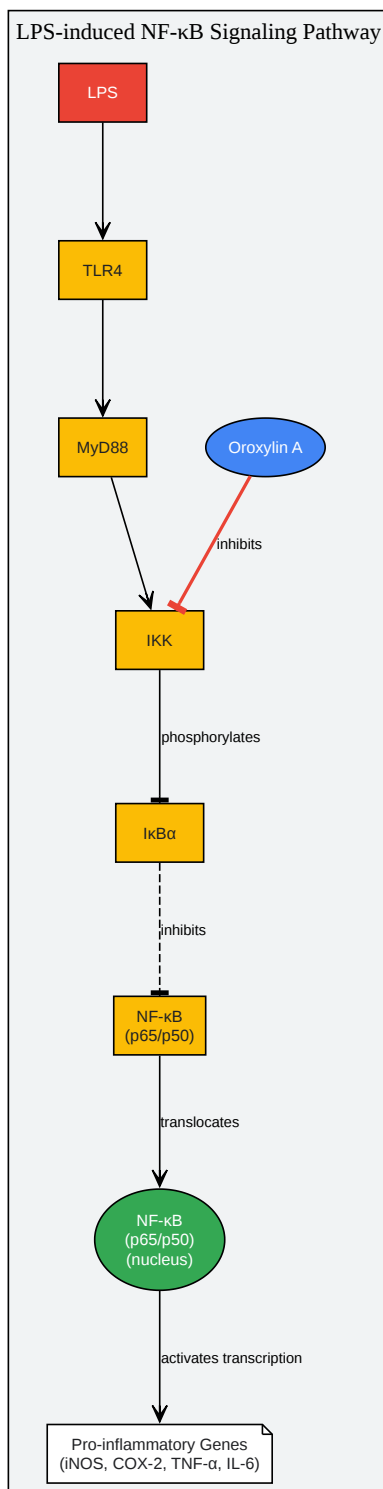 LPS-induced NF-κB Signaling Pathway
LPS
TLR4
MyD88
Oroxylin A
inhibits
IKK
phosphorylates
IκBα
inhibits
NF-κB
(p65/p50)
translocates
NF-κB
(p65/p50)
(nucleus)
activates transcription
Pro-inflammatory Genes
(iNOS, COX-2, TNF-α, IL-6)